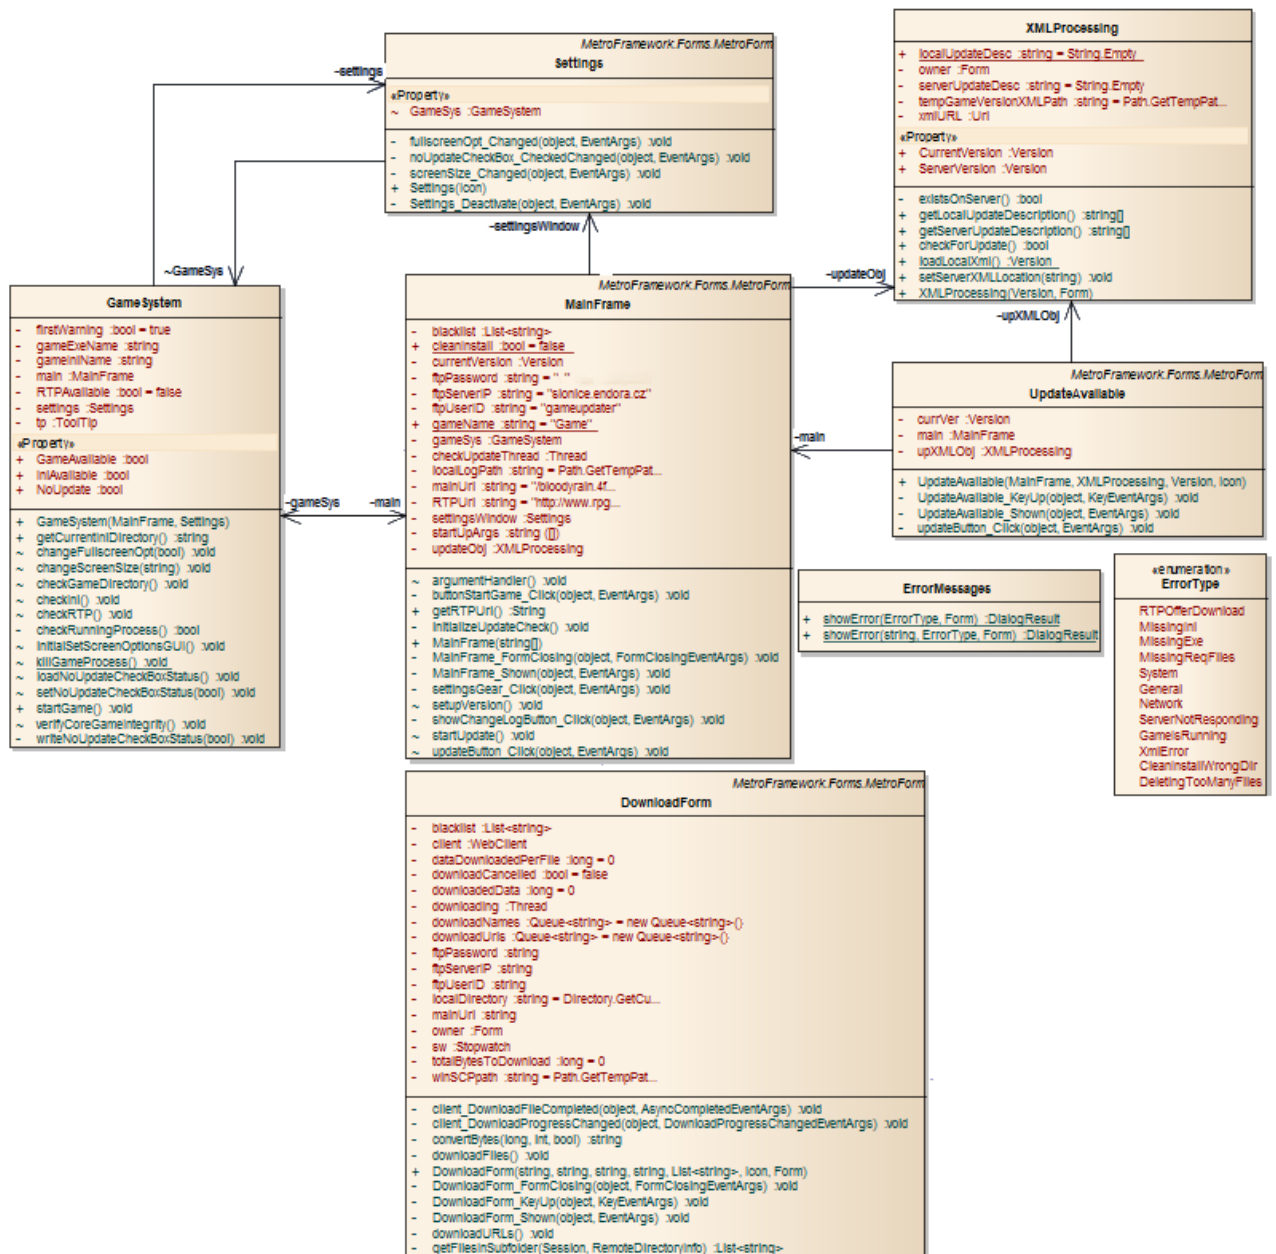 MetroFramework.Forms.MetroForm
Settings
«Property»
~ GameSys :GameSystem
- fullscreenOpt_Changed(object, EventArgs) :void
- noUpdateCheckBox_CheckedChanged(object, EventArgs) :void
- screenSize_Changed(object, EventArgs) :void
+ Settings(Icon)
- Settings_Deactivate(object, EventArgs) :void
-settings
~GameSys
-settingsWindow
XMLProcessing
+ localUpdateDesc :string = String.Empty
- owner :Form
- serverUpdateDesc :string = String.Empty
- tempGameVersionXMLPath :string = Path.GetTempPat...
- xmlURL :Uri
«Property»
+ CurrentVersion :Version
+ ServerVersion :Version
- existsOnServer() :bool
+ getLocalUpdateDescription() :string[]
+ getServerUpdateDescription() :string[]
+ checkForUpdate() :bool
+ loadLocalXml() :Version
+ setServerXMLLocation(string) :void
+ XMLProcessing(Version, Form)
-updateObj
-upXMLObj
GameSystem
- firstWarning :bool = true
- gameExeName :string
- gameIniName :string
- main :MainFrame
- RTPAvailable :bool = false
- settings :Settings
- tp :ToolTip
«Property»
+ GameAvailable :bool
+ IniAvailable :bool
+ NoUpdate :bool
+ GameSystem(MainFrame, Settings)
+ getCurrentIniDirectory() :string
~ changeFullscreenOpt(bool) :void
~ changeScreenSize(string) :void
~ checkGameDirectory() :void
~ checkIni() :void
~ checkRTP() :void
- checkRunningProcess() :bool
~ initialSetScreenOptionsGUI() :void
~ killGameProcess() :void
~ loadNoUpdateCheckBoxStatus() :void
~ setNoUpdateCheckBoxStatus(bool) :void
+ startGame() :void
~ verifyCoreGameIntegrity() :void
- writeNoUpdateCheckBoxStatus(bool) :void
-gameSys
-main
MetroFramework.Forms.MetroForm
MainFrame
- blacklist :List<string>
+ cleanInstall :bool = false
- currentVersion :Version
- ftpPassword :string = " "
- ftpServerIP :string = "slonice.endora.cz"
- ftpUserID :string = "gameupdater"
+ gameName :string = "Game"
- gameSys :GameSystem
- checkUpdateThread :Thread
- localLogPath :string = Path.GetTempPat...
- mainUrl :string = "/bloodyrain.4f...
- RTPUrl :string = "http://www.rpg...
- settingsWindow :Settings
- startUpArgs :string ([])
- updateObj :XMLProcessing
~ argumentHandler() :void
- buttonStartGame_Click(object, EventArgs) :void
+ getRTPUrl() :String
- initializeUpdateCheck() :void
+ MainFrame(string[])
- MainFrame_FormClosing(object, FormClosingEventArgs) :void
- MainFrame_Shown(object, EventArgs) :void
- settingsGear_Click(object, EventArgs) :void
~ setupVersion() :void
- showChangeLogButton_Click(object, EventArgs) :void
~ startUpdate() :void
~ updateButton_Click(object, EventArgs) :void
-main
MetroFramework.Forms.MetroForm
UpdateAvailable
- currVer :Version
- main :MainFrame
- upXMLObj :XMLProcessing
+ UpdateAvailable(MainFrame, XMLProcessing, Version, Icon)
- UpdateAvailable_KeyUp(object, KeyEventArgs) :void
- UpdateAvailable_Shown(object, EventArgs) :void
- updateButton_Click(object, EventArgs) :void
ErrorMessages
+ showError(ErrorType, Form) :DialogResult
+ showError(string, ErrorType, Form) :DialogResult
«enumeration»
ErrorType
RTPOfferDownload
MissingIni
MissingExe
MissingReqFiles
System
General
Network
ServerNotResponding
GameIsRunning
XmlError
CleanInstallWrongDir
DeletingTooManyFiles
MetroFramework.Forms.MetroForm
DownloadForm
- blacklist :List<string>
- client :WebClient
- dataDownloadedPerFile :long = 0
- downloadCancelled :bool = false
- downloadedData :long = 0
- downloading :Thread
- downloadNames :Queue<string> = new Queue<string>()
- downloadUrls :Queue<string> = new Queue<string>()
- ftpPassword :string
- ftpServerIP :string
- ftpUserID :string
- localDirectory :string = Directory.GetCu...
- mainUrl :string
- owner :Form
- sw :Stopwatch
- totalBytesToDownload :long = 0
- winSCPpath :string = Path.GetTempPat...
- client_DownloadFileCompleted(object, AsyncCompletedEventArgs) :void
- client_DownloadProgressChanged(object, DownloadProgressChangedEventArgs) :void
- convertBytes(long, int, bool) :string
- downloadFiles() :void
+ DownloadForm(string, string, string, string, List<string>, Icon, Form)
- DownloadForm_FormClosing(object, FormClosingEventArgs) :void
- DownloadForm_KeyUp(object, KeyEventArgs) :void
- DownloadForm_Shown(object, EventArgs) :void
- downloadURLs() :void
- getFilesInSubfolder(Session, RemoteDirectoryInfo) :List<string>